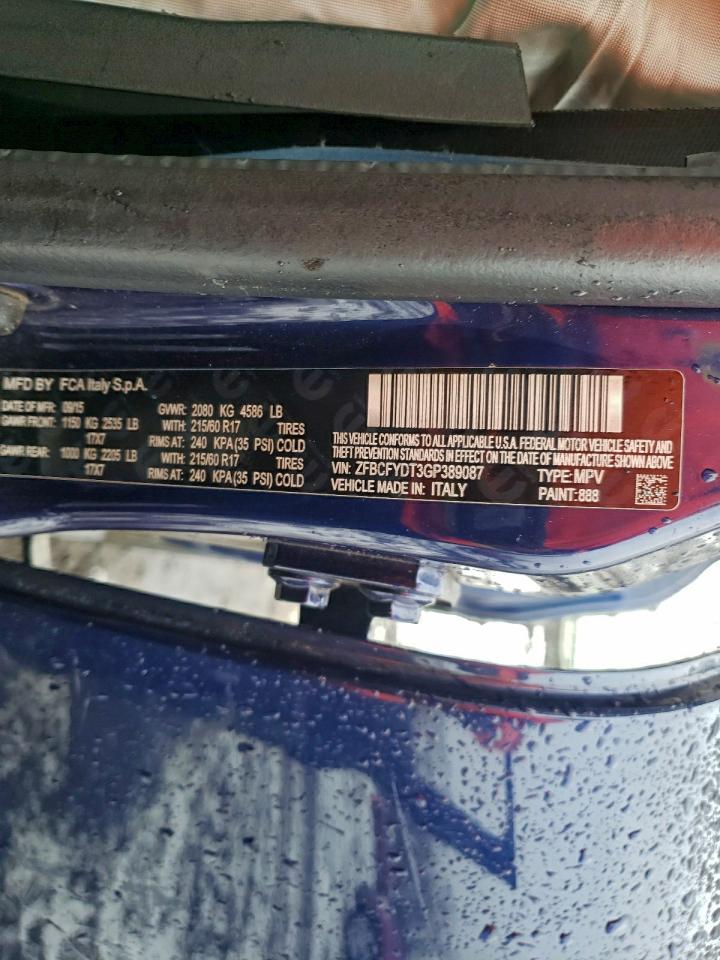 MFD BY FCA Italy S.p.A.
DATE OF MFR: 09/15 GVWR: 2080 KG 4586 LB
GAWR FRONT: 1150 KG 2535 LB WITH: 215/60 R17 TIRES
17X7 RIMS AT: 240 KPA (35 PSI) COLD
GAWR REAR: 1000 KG 2205 LB WITH: 215/60 R17 TIRES
17X7 RIMS AT: 240 KPA(35 PSI) COLD
THIS VEHICLE CONFORMS TO ALL APPLICABLE U.S.A. FEDERAL MOTOR VEHICLE SAFETY AND
THEFT PREVENTION STANDARDS IN EFFECT ON THE DATE OF MANUFACTURE SHOWN ABOVE
VIN: ZFBCFYDT3GP389087 TYPE: MPV
VEHICLE MADE IN: ITALY PAINT: 888